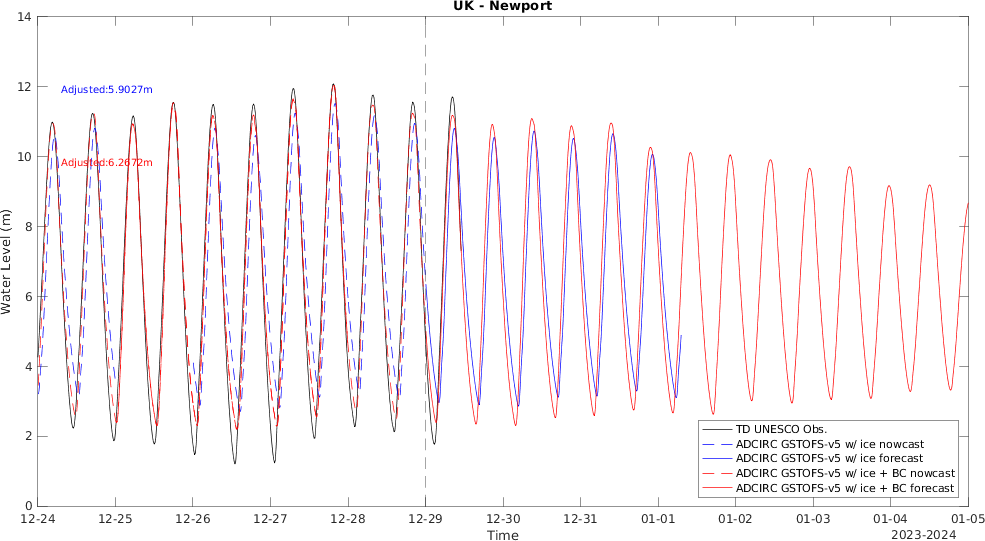 UK - Newport
14
12
10
8
6
4
2
0
Water Level (m)
Adjusted:5.9027m
Adjusted:6.2672m
TD UNESCO Obs.
ADCIRC GSTOFS-v5 w/ ice nowcast
ADCIRC GSTOFS-v5 w/ ice forecast
ADCIRC GSTOFS-v5 w/ ice + BC nowcast
ADCIRC GSTOFS-v5 w/ ice + BC forecast
12-24 12-25 12-26 12-27 12-28 12-29 12-30 12-31 01-01 01-02 01-03 01-04 01-05
Time
2023-2024